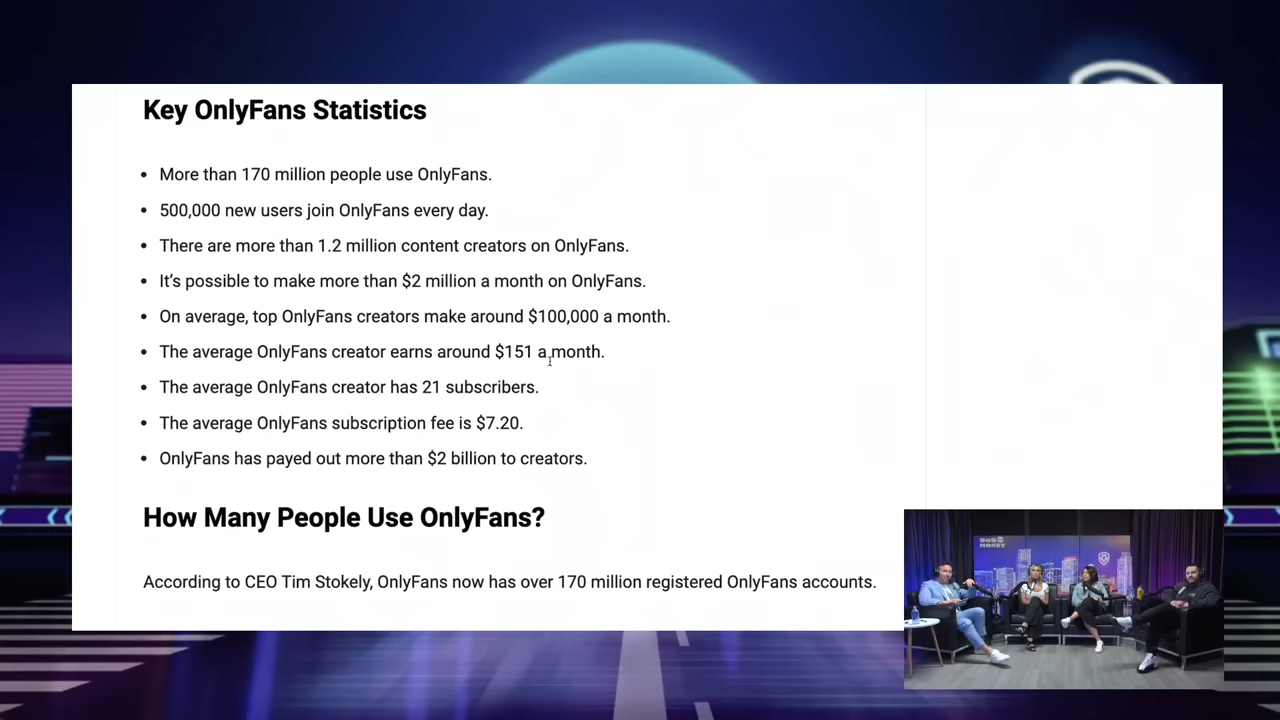 Key OnlyFans Statistics
More than 170 million people use OnlyFans.
500,000 new users join OnlyFans every day.
There are more than 1.2 million content creators on OnlyFans.
It's possible to make more than $2 million a month on OnlyFans.
On average, top OnlyFans creators make around $100,000 a month.
The average OnlyFans creator earns around $151 a month.
The average OnlyFans creator has 21 subscribers.
The average OnlyFans subscription fee is $7.20.
OnlyFans has payed out more than $2 billion to creators.
How Many People Use OnlyFans?
According to CEO Tim Stokely, OnlyFans now has over 170 million registered OnlyFans accounts.
MONEY